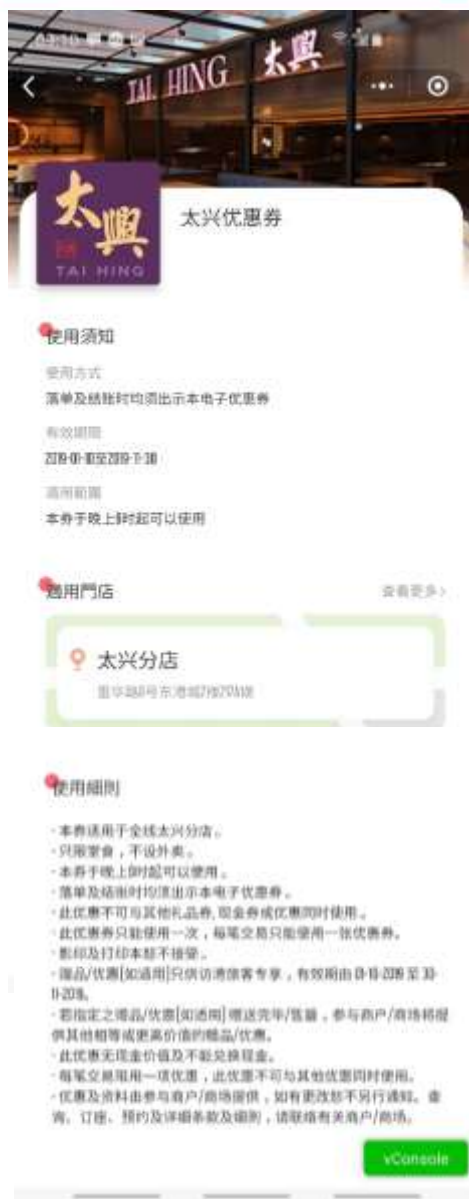 TAI HING 太興
太興
TAI HING
太兴优惠券
使用须知
使用方式
落单及结账时均须出示本电子优惠券
有效期間
適用範圍
本券于晚上时起可以使用
適用門店
查看更多>
太兴分店
使用細則
·本券适用于全线太兴分店。
·只限堂食,不设外卖。
·本券于晚上时起可以使用。
·落单及结账时均须出示本电子优惠券。
·此优惠不可与其他礼品券,现金券或优惠同时使用。
·此优惠券只能使用一次,每笔交易只能使用一张优惠券。
·影印及打印本恕不接受。
·赠品/优惠[如适用]只供访港旅客专享,有效期由
·若指定之赠品/优惠[如适用]赠送完毕/售罄,参与商户/商场将提
供其他相等或更高价值的赠品/优惠。
·此优惠无现金价值及不能兑换现金。
·每笔交易限用一项优惠,此优惠不可与其他优惠同时使用。
·优惠及资料由参与商户/商场提供,如有更改恕不另行通知。查
询、订座、预约及详细条款及细则,请联络有关商户/商场。
vConsole